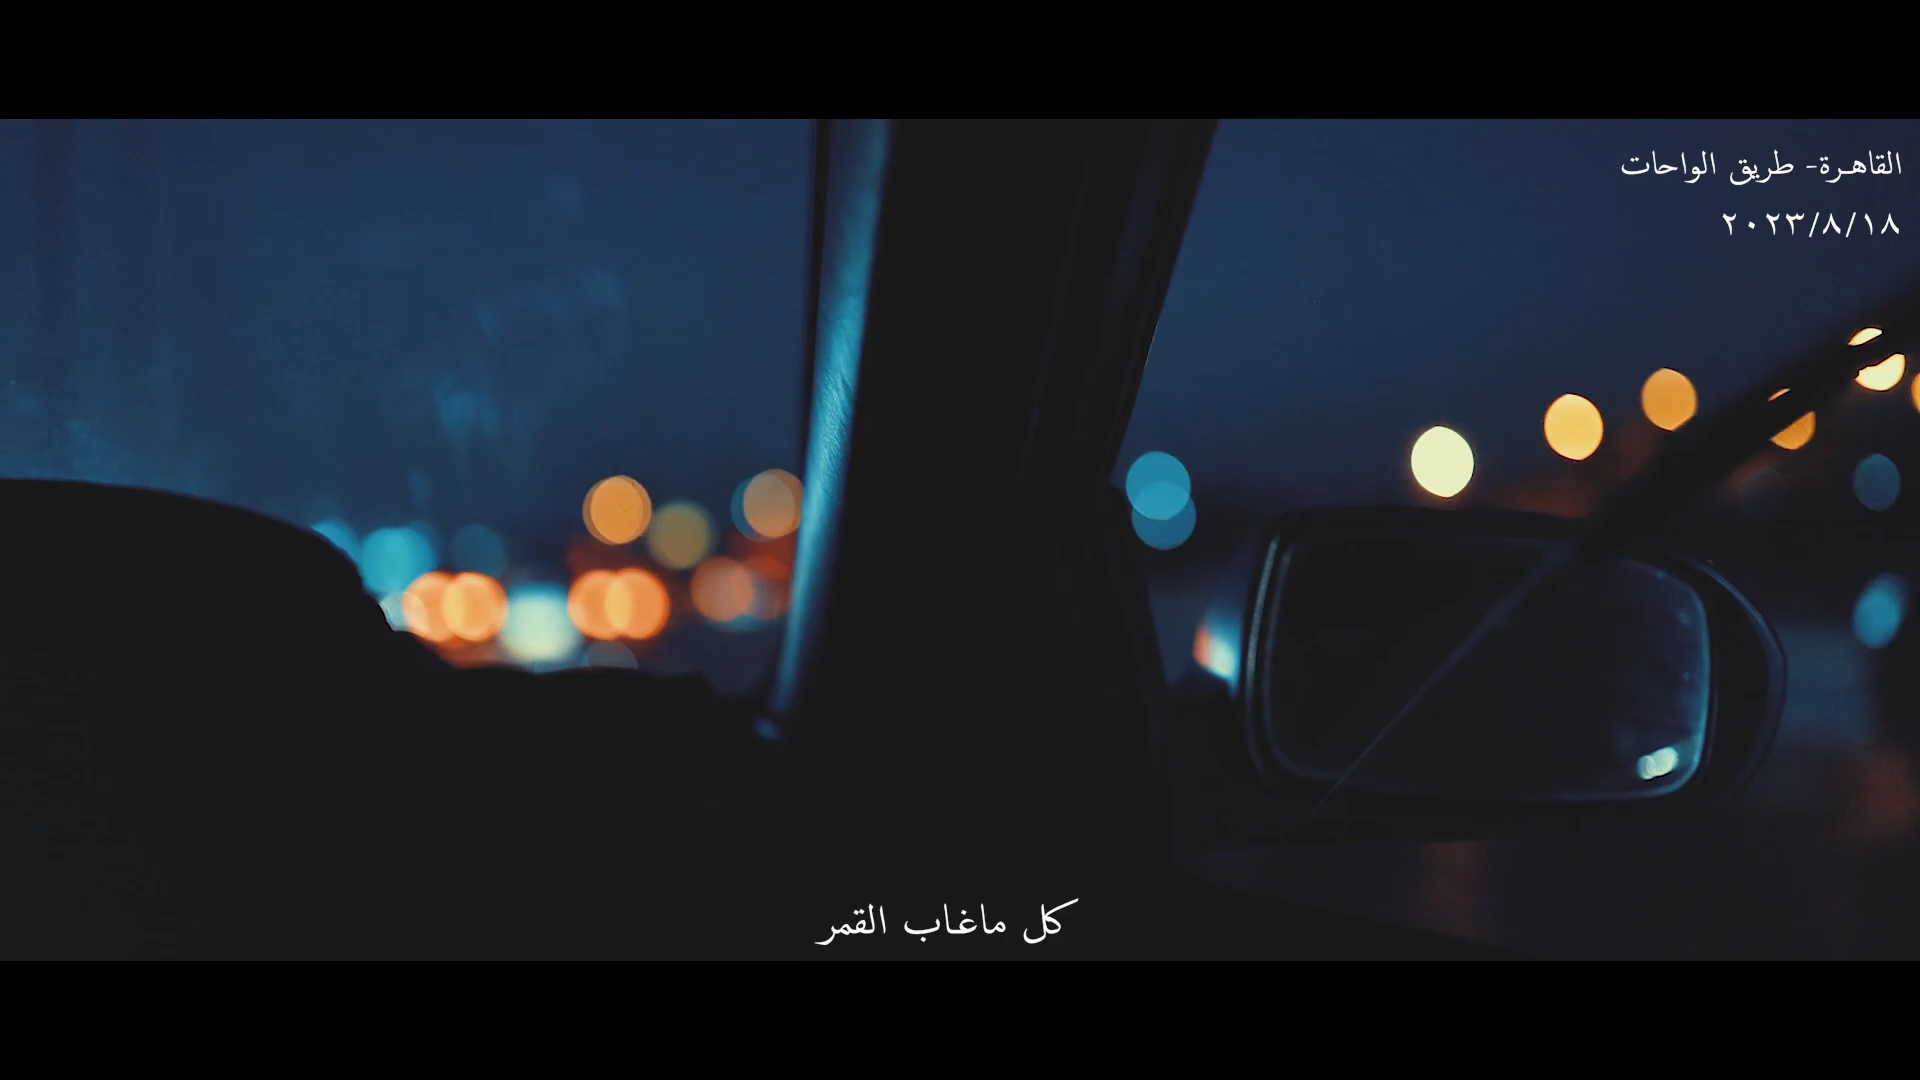 القاهرة- طريق الواحات
٢٠٢٣/٨/١٨
كل ماغاب القمر